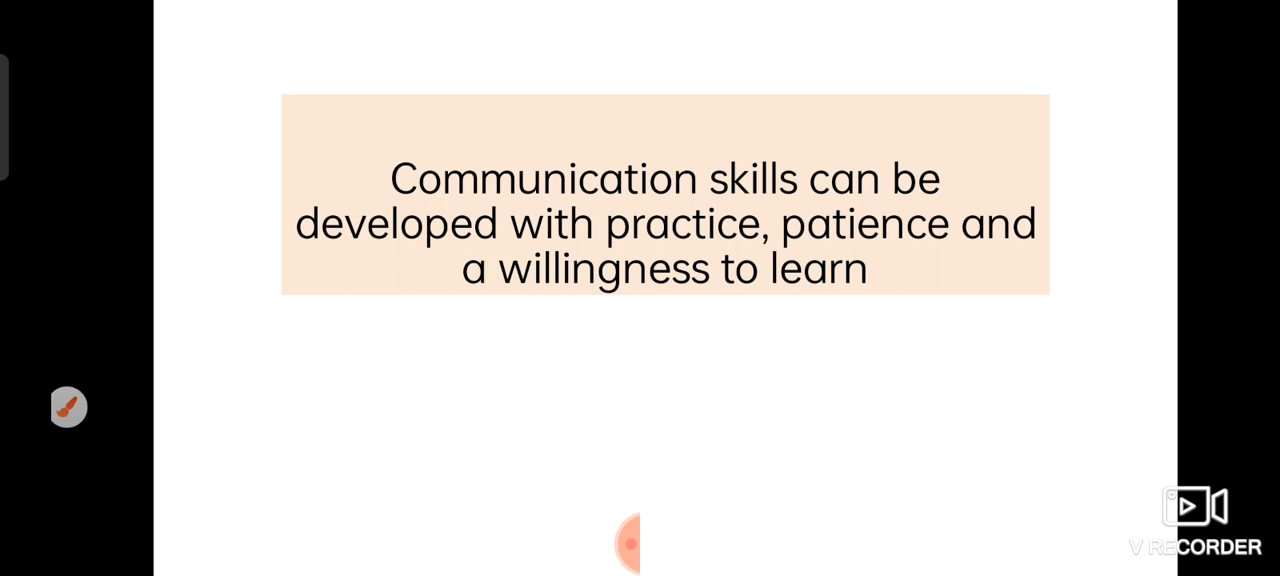 Communication skills can be
developed with practice, patience and
a willingness to learn
V RECORDER